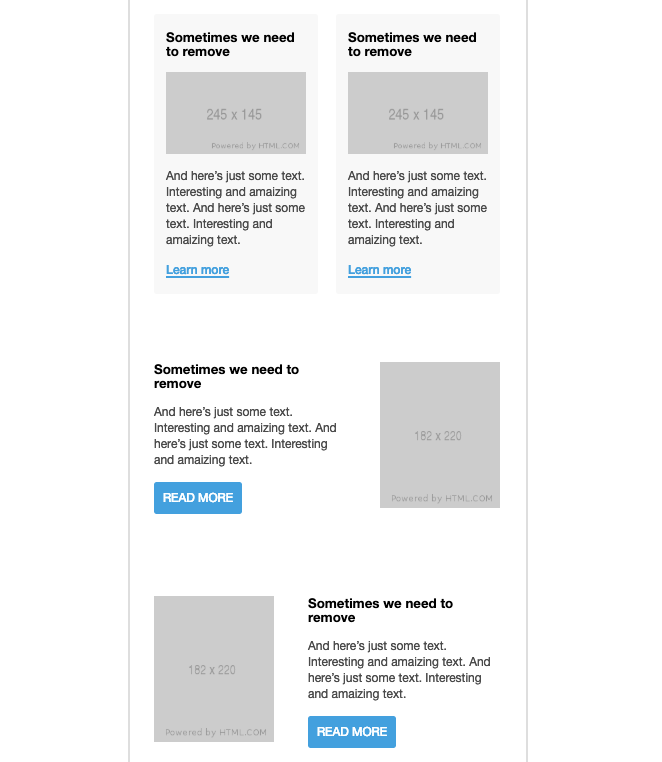 Sometimes we need
to remove
245 x 145
Powered by HTML.COM
And here’s just some text.
Interesting and amaizing
text. And here’s just some
text. Interesting and
amaizing text.
Learn more
Sometimes we need
to remove
245 x 145
Powered by HTML.COM
And here’s just some text.
Interesting and amaizing
text. And here’s just some
text. Interesting and
amaizing text.
Learn more
Sometimes we need to
remove
And here’s just some text.
Interesting and amaizing text. And
here’s just some text. Interesting
and amaizing text.
READ MORE
182 x 220
Powered by HTML.COM
182 x 220
Powered by HTML.COM
Sometimes we need to
remove
And here’s just some text.
Interesting and amaizing text. And
here’s just some text. Interesting
and amaizing text.
READ MORE